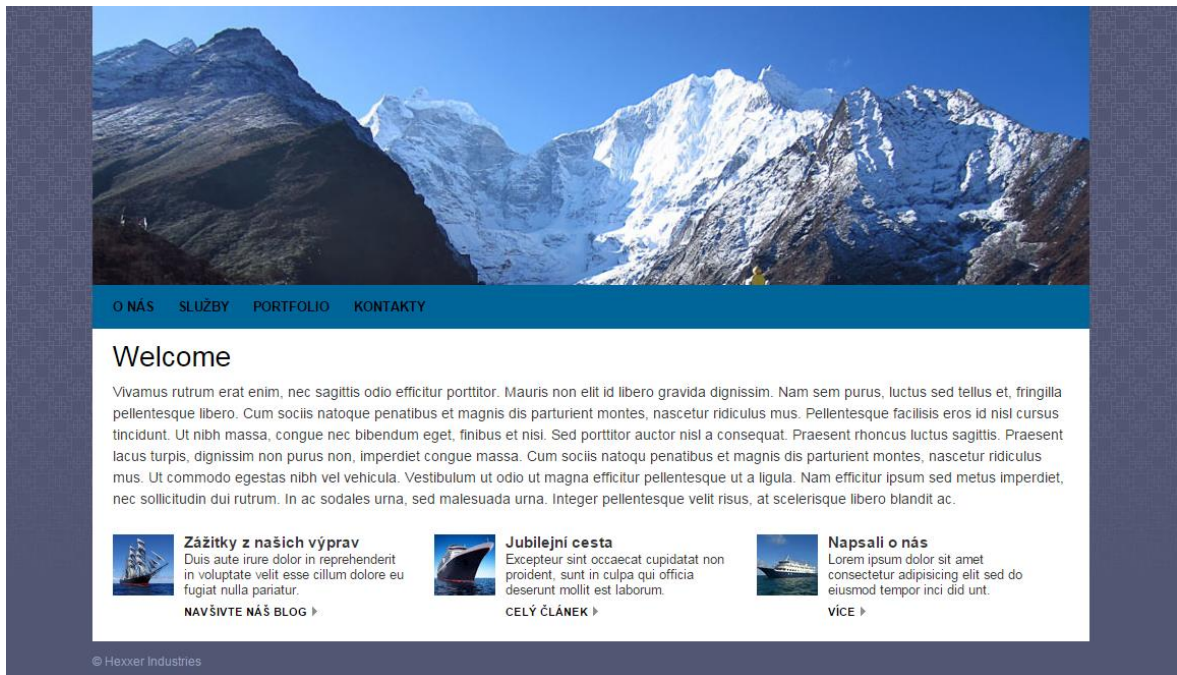 O NÁS SLUŽBY PORTFOLIO KONTAKTY
Welcome
Vivamus rutrum erat enim, nec sagittis odio efficitur porttitor. Mauris non elit id libero gravida dignissim. Nam sem purus, luctus sed tellus et, fringilla
pellentesque libero. Cum sociis natoque penatibus et magnis dis parturient montes, nascetur ridiculus mus. Pellentesque facilisis eros id nisl cursus
tincidunt. Ut nibh massa, congue nec bibendum eget, finibus et nisi. Sed porttitor auctor nisl a consequat. Praesent rhoncus luctus sagittis. Praesent
lacus turpis, dignissim non purus non, imperdiet congue massa. Cum sociis natoqu penatibus et magnis dis parturient montes, nascetur ridiculus
mus. Ut commodo egestas nibh vel vehicula. Vestibulum ut odio ut magna efficitur pellentesque ut a ligula. Nam efficitur ipsum sed metus imperdiet,
nec sollicitudin dui rutrum. In ac sodales urna, sed malesuada urna. Integer pellentesque velit risus, at scelerisque libero blandit ac.
Zážitky z našich výprav
Duis aute irure dolor in reprehenderit
in voluptate velit esse cillum dolore eu
fugiat nulla pariatur.
NAVŠIVTE NÁŠ BLOG
Jubilejní cesta
Excepteur sint occaecat cupidatat non
proident, sunt in culpa qui officia
deserunt mollit est laborum.
CELÝ ČLÁNEK
Napsali o nás
Lorem ipsum dolor sit amet
consectetur adipisicing elit sed do
eiusmod tempor inci did unt.
VÍCE
© Hexxer Industries